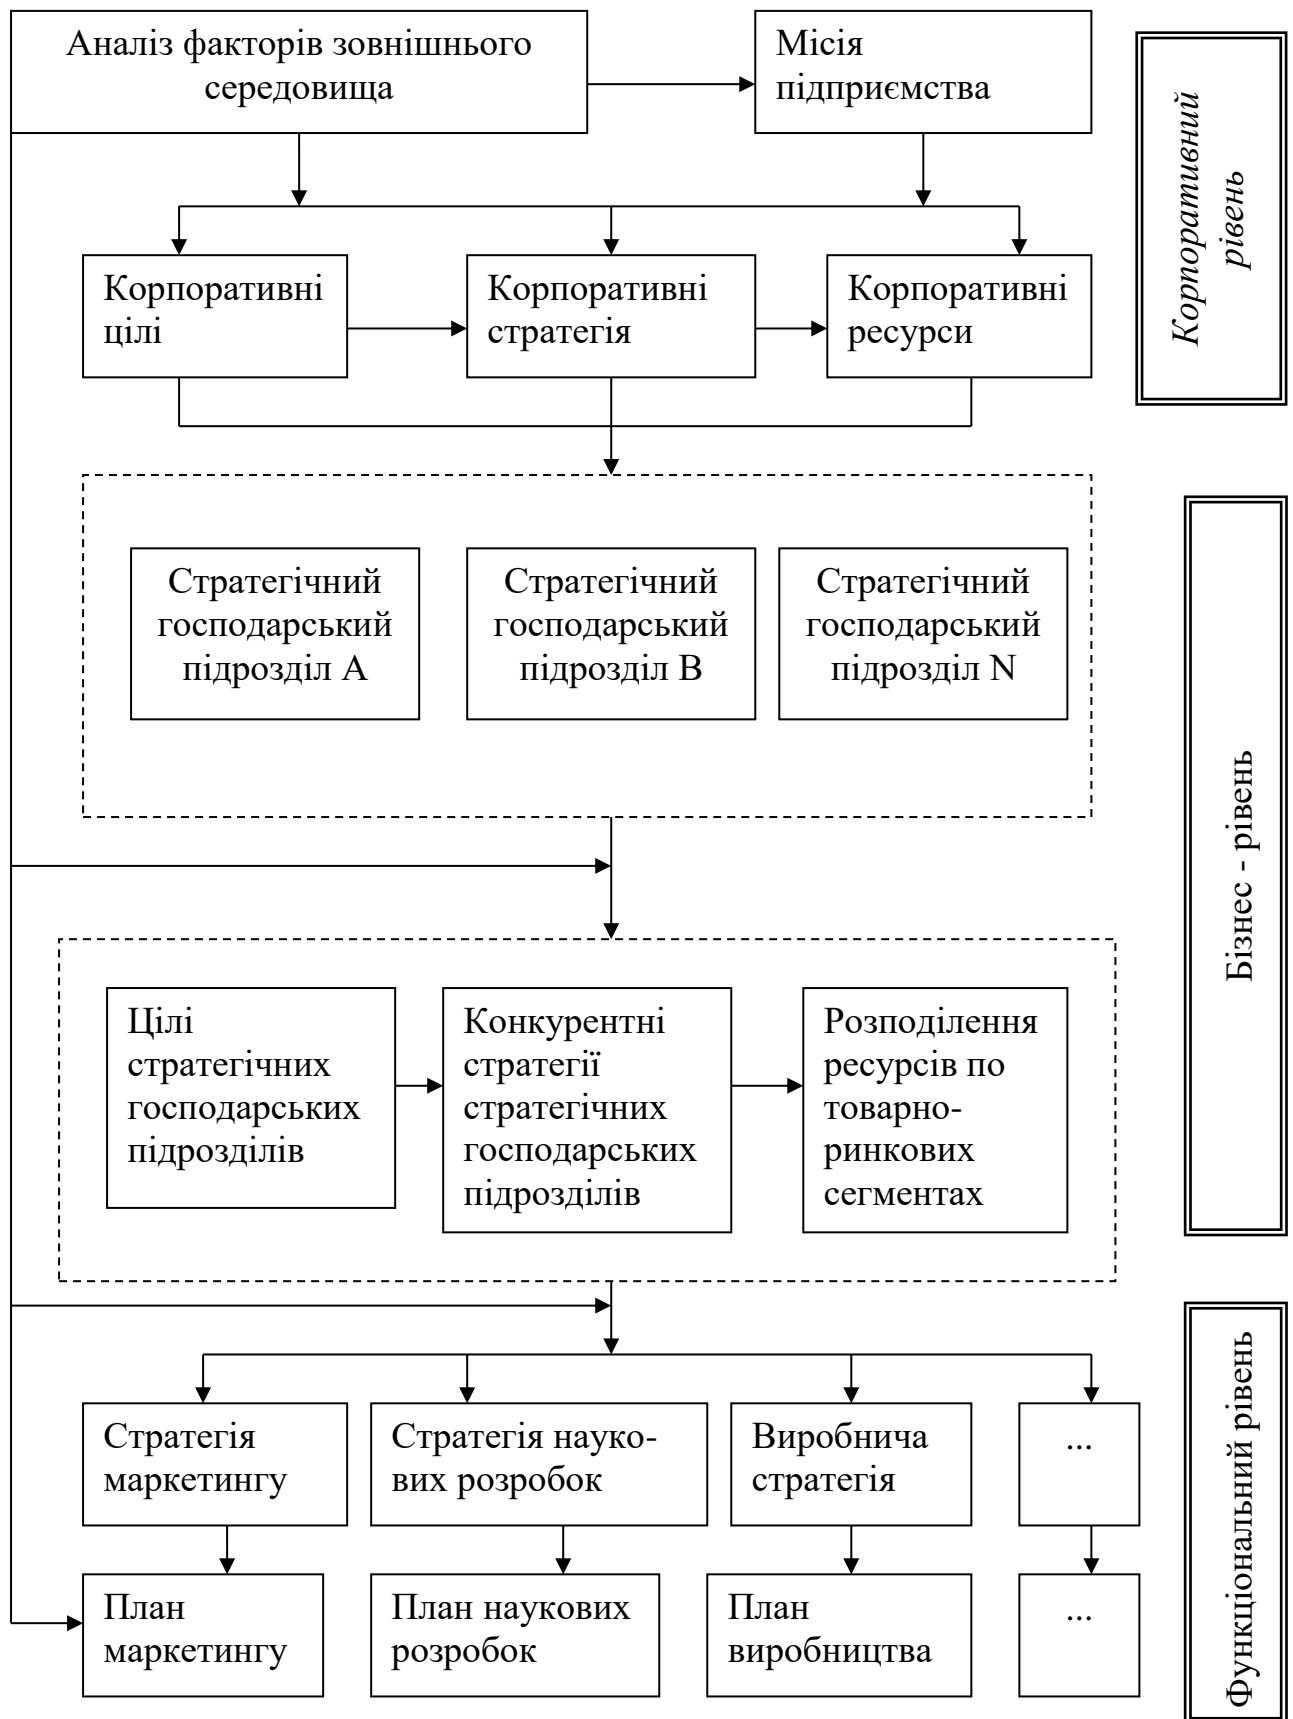 Аналіз факторів зовнішнього
середовища
Місія
підприємства
Корпоративний
рівень
Корпоративні
цілі
Корпоративні
стратегія
Корпоративні
ресурси
Стратегічний
господарський
підрозділ А
Стратегічний
господарський
підрозділ В
Стратегічний
господарський
підрозділ N
Бізнес - рівень
Цілі
стратегічних
господарських
підрозділів
Конкурентні
стратегії
стратегічних
господарських
підрозділів
Розподілення
ресурсів по
товарно-
ринкових
сегментах
Функціональний рівень
Стратегія
маркетингу
Стратегія науко-
вих розробок
Виробнича
стратегія
...
План
маркетингу
План наукових
розробок
План
виробництва
...